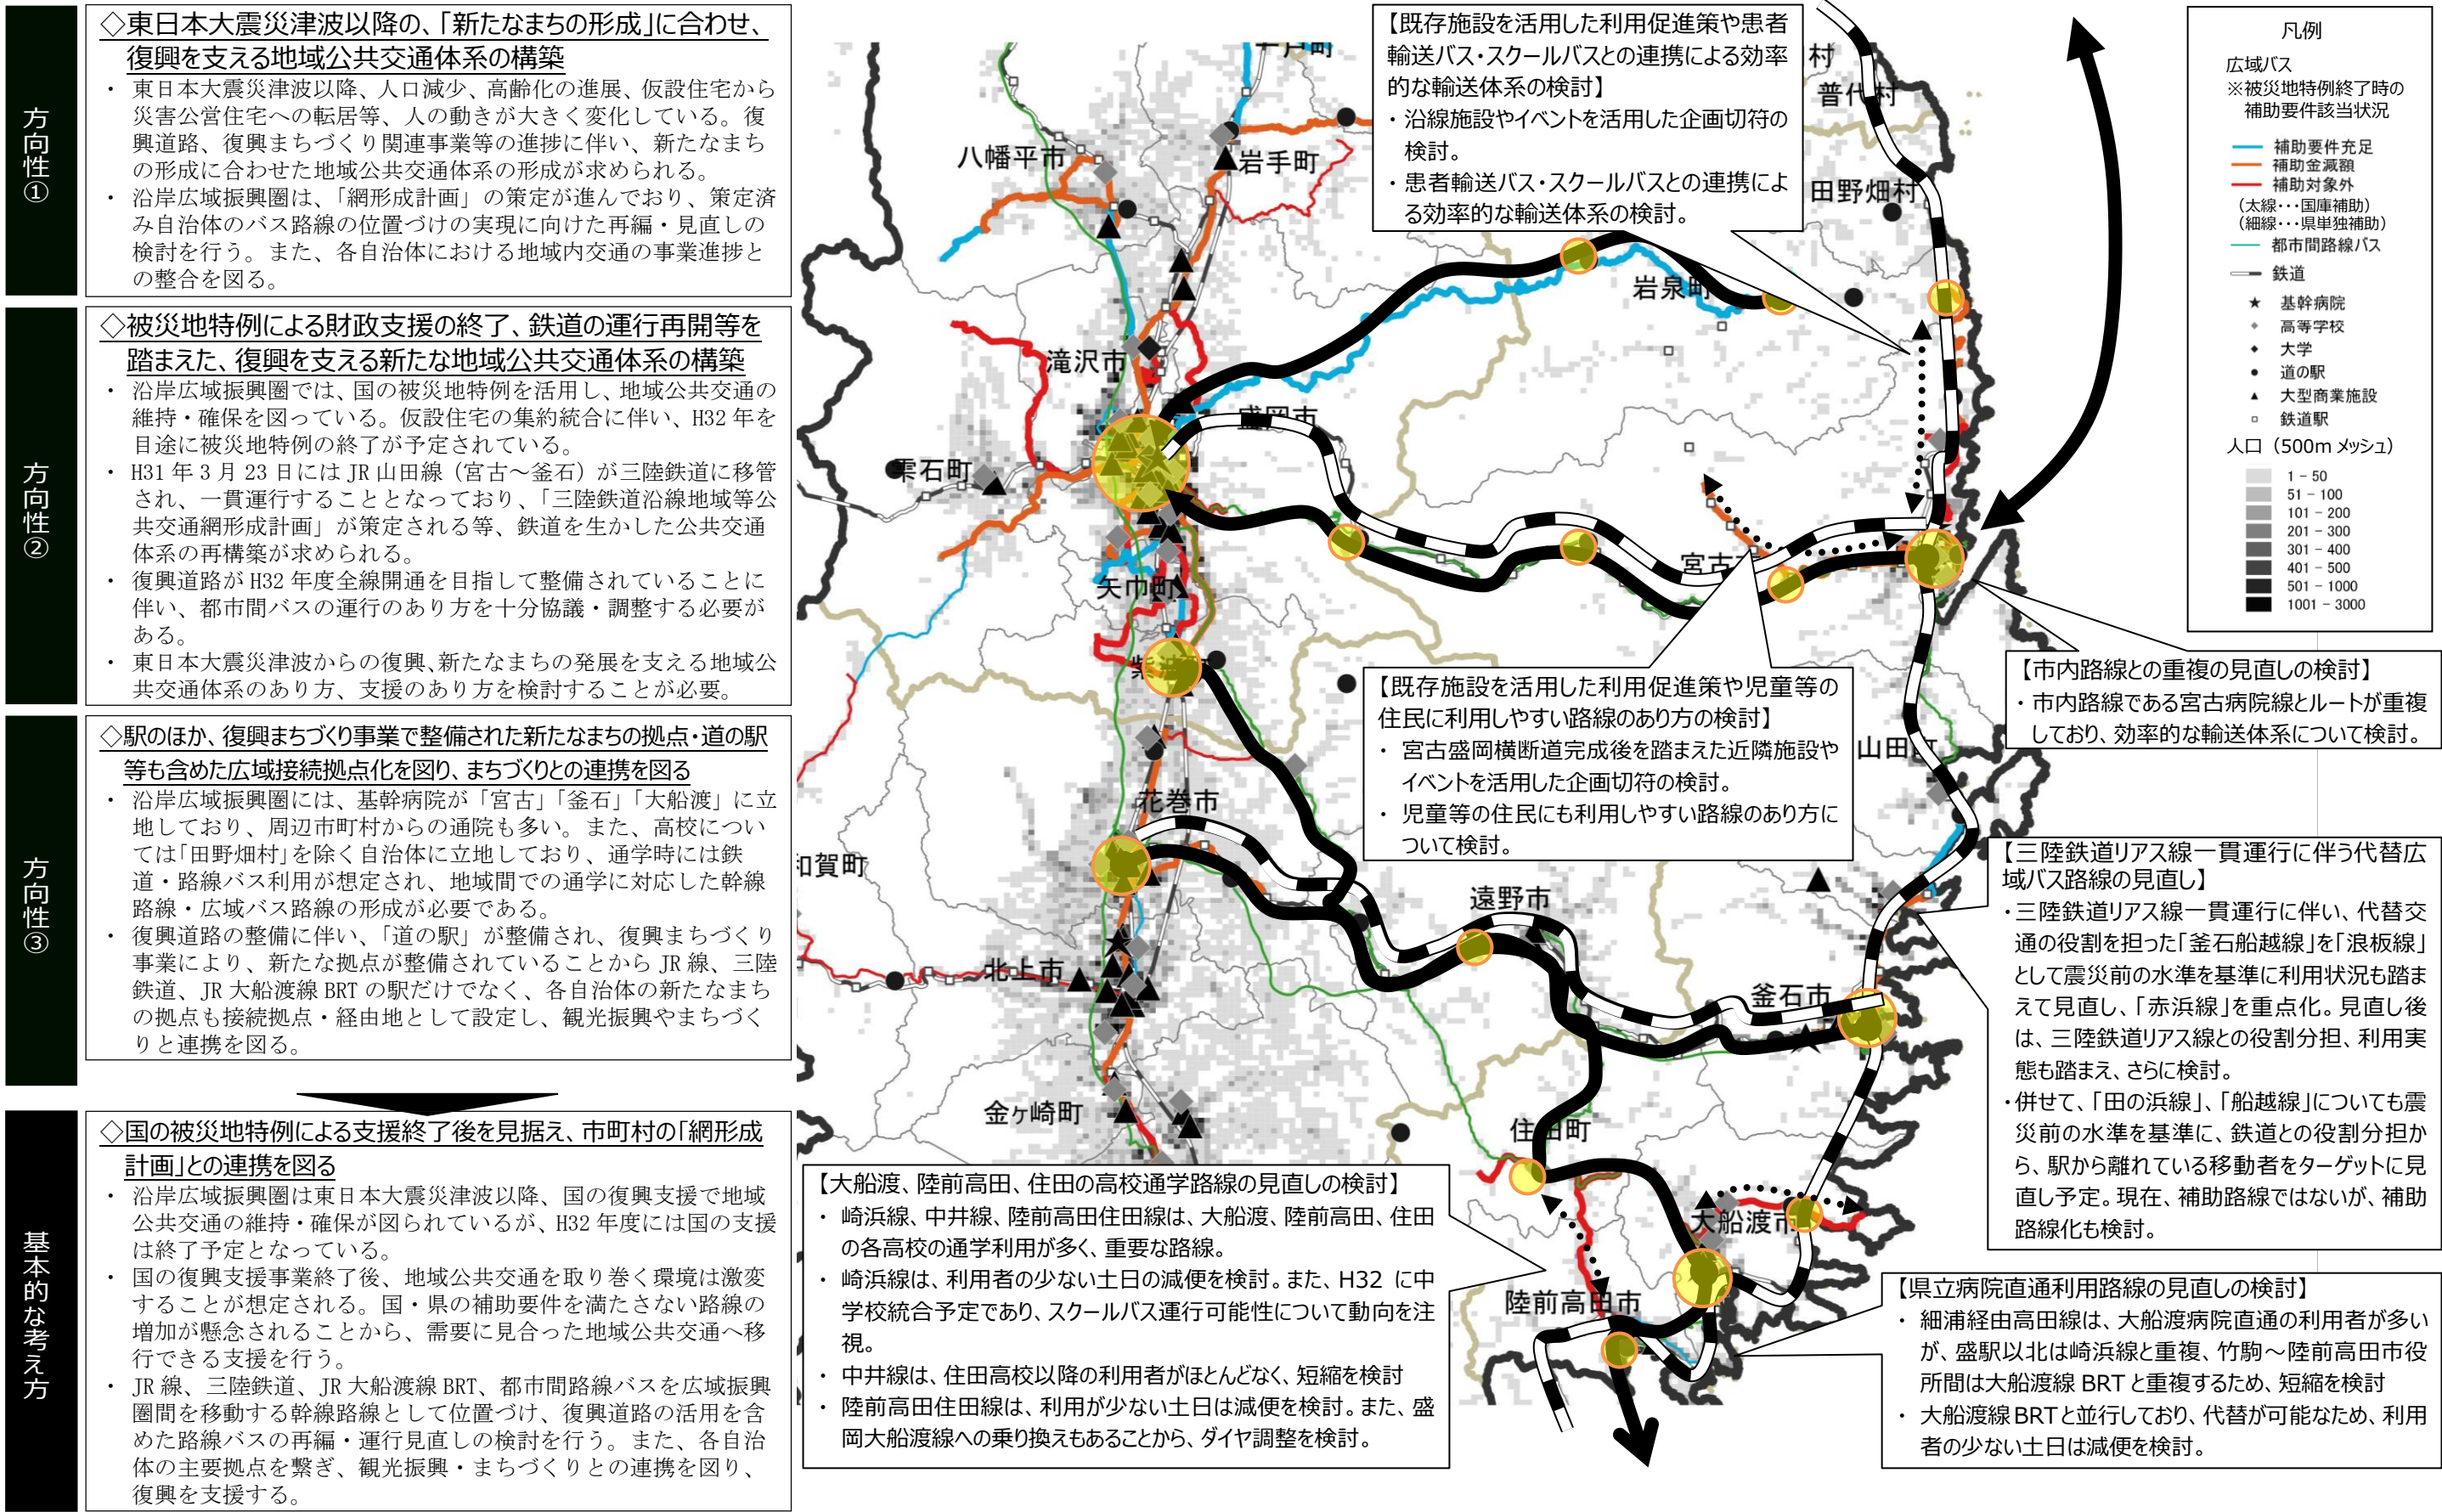 方向性①
◇東日本大震災津波以降の、「新たなまちの形成」に合わせ、
復興を支える地域公共交通体系の構築
・ 東日本大震災津波以降、人口減少、高齢化の進展、仮設住宅から
災害公営住宅への転居等、人の動きが大きく変化している。復
興道路、復興まちづくり関連事業等の進捗に伴い、新たなまち
の形成に合わせた地域公共交通体系の形成が求められる。
・ 沿岸広域振興圏は、「網形成計画」の策定が進んでおり、策定済
み自治体のバス路線の位置づけの実現に向けた再編・見直しの
検討を行う。また、各自治体における地域内交通の事業進捗と
の整合を図る。
方向性②
◇被災地特例による財政支援の終了、鉄道の運行再開等を
踏まえた、復興を支える新たな地域公共交通体系の構築
・ 沿岸広域振興圏では、国の被災地特例を活用し、地域公共交通の
維持・確保を図っている。仮設住宅の集約統合に伴い、H32 年を
目途に被災地特例の終了が予定されている。
・ H31 年 3 月 23 日には JR 山田線（宮古～釜石）が三陸鉄道に移管
され、一貫運行することとなっており、「三陸鉄道沿線地域等公
共交通網形成計画」が策定される等、鉄道を生かした公共交通
体系の再構築が求められる。
・ 復興道路が H32 年度全線開通を目指して整備されていることに
伴い、都市間バスの運行のあり方を十分協議・調整する必要が
ある。
・ 東日本大震災津波からの復興、新たなまちの発展を支える地域公
共交通体系のあり方、支援のあり方を検討することが必要。
方向性③
◇駅のほか、復興まちづくり事業で整備された新たなまちの拠点・道の駅
等も含めた広域接続拠点化を図り、まちづくりとの連携を図る
・ 沿岸広域振興圏には、基幹病院が「宮古」「釜石」「大船渡」に立
地しており、周辺市町村からの通院も多い。また、高校につい
ては「田野畑村」を除く自治体に立地しており、通学時には鉄
道・路線バス利用が想定され、地域間での通学に対応した幹線
路線・広域バス路線の形成が必要である。
・ 復興道路の整備に伴い、「道の駅」が整備され、復興まちづくり
事業により、新たな拠点が整備されていることから JR 線、三陸
鉄道、JR 大船渡線 BRT の駅だけでなく、各自治体の新たなまち
の拠点も接続拠点・経由地として設定し、観光振興やまちづく
りと連携を図る。
基本的な考え方
◇国の被災地特例による支援終了後を見据え、市町村の「網形成
計画」との連携を図る
・ 沿岸広域振興圏は東日本大震災津波以降、国の復興支援で地域
公共交通の維持・確保が図られているが、H32 年度には国の支援
は終了予定となっている。
・ 国の復興支援事業終了後、地域公共交通を取り巻く環境は激変
することが想定される。国・県の補助要件を満たさない路線の
増加が懸念されることから、需要に見合った地域公共交通へ移
行できる支援を行う。
・ JR 線、三陸鉄道、JR 大船渡線 BRT、都市間路線バスを広域振興
圏間を移動する幹線路線として位置づけ、復興道路の活用を含
めた路線バスの再編・運行見直しの検討を行う。また、各自治
体の主要拠点を繋ぎ、観光振興・まちづくりとの連携を図り、
復興を支援する。
【既存施設を活用した利用促進策や患者
輸送バス・スクールバスとの連携による効率
的な輸送体系の検討】
・沿線施設やイベントを活用した企画切符の
検討。
・患者輸送バス・スクールバスとの連携によ
る効率的な輸送体系の検討。
凡例
広域バス
※被災地特例終了時の
補助要件該当状況
補助要件充足
補助金減額
補助対象外
（太線・・・国庫補助）
（細線・・・県単独補助）
都市間路線バス
鉄道
基幹病院
高等学校
大学
道の駅
大型商業施設
鉄道駅
人口（500m メッシュ）
1 - 50
51 - 100
101 - 200
201 - 300
301 - 400
401 - 500
501 - 1000
1001 - 3000
村
普代村
八幡平市
岩手町
田野畑村
岩泉町
滝沢市
盛岡市
雫石町
宮古
矢巾町
山田町
花巻市
和賀町
遠野市
北上市
釜石市
金ヶ崎町
住田町
大船渡市
陸前高田市
【市内路線との重複の見直しの検討】
・市内路線である宮古病院線とルートが重複
しており、効率的な輸送体系について検討。
【既存施設を活用した利用促進策や児童等の
住民に利用しやすい路線のあり方の検討】
・ 宮古盛岡横断道完成後を踏まえた近隣施設や
イベントを活用した企画切符の検討。
・ 児童等の住民にも利用しやすい路線のあり方に
ついて検討。
【三陸鉄道リアス線一貫運行に伴う代替広
域バス路線の見直し】
・三陸鉄道リアス線一貫運行に伴い、代替交
通の役割を担った「釜石船越線」を「浪板線」
として震災前の水準を基準に利用状況も踏ま
えて見直し、「赤浜線」を重点化。見直し後
は、三陸鉄道リアス線との役割分担、利用実
態も踏まえ、さらに検討。
・併せて、「田の浜線」、「船越線」についても震
災前の水準を基準に、鉄道との役割分担か
ら、駅から離れている移動者をターゲットに見
直し予定。現在、補助路線ではないが、補助
路線化も検討。
【大船渡、陸前高田、住田の高校通学路線の見直しの検討】
・ 崎浜線、中井線、陸前高田住田線は、大船渡、陸前高田、住田
の各高校の通学利用が多く、重要な路線。
・ 崎浜線は、利用者の少ない土日の減便を検討。また、H32 に中
学校統合予定であり、スクールバス運行可能性について動向を注
視。
・ 中井線は、住田高校以降の利用者がほとんどなく、短縮を検討
・ 陸前高田住田線は、利用が少ない土日は減便を検討。また、盛
岡大船渡線への乗り換えもあることから、ダイヤ調整を検討。
【県立病院直通利用路線の見直しの検討】
・ 細浦経由高田線は、大船渡病院直通の利用者が多い
が、盛駅以北は崎浜線と重複、竹駒～陸前高田市役
所間は大船渡線 BRT と重複するため、短縮を検討
・ 大船渡線 BRT と並行しており、代替が可能なため、利用
者の少ない土日は減便を検討。